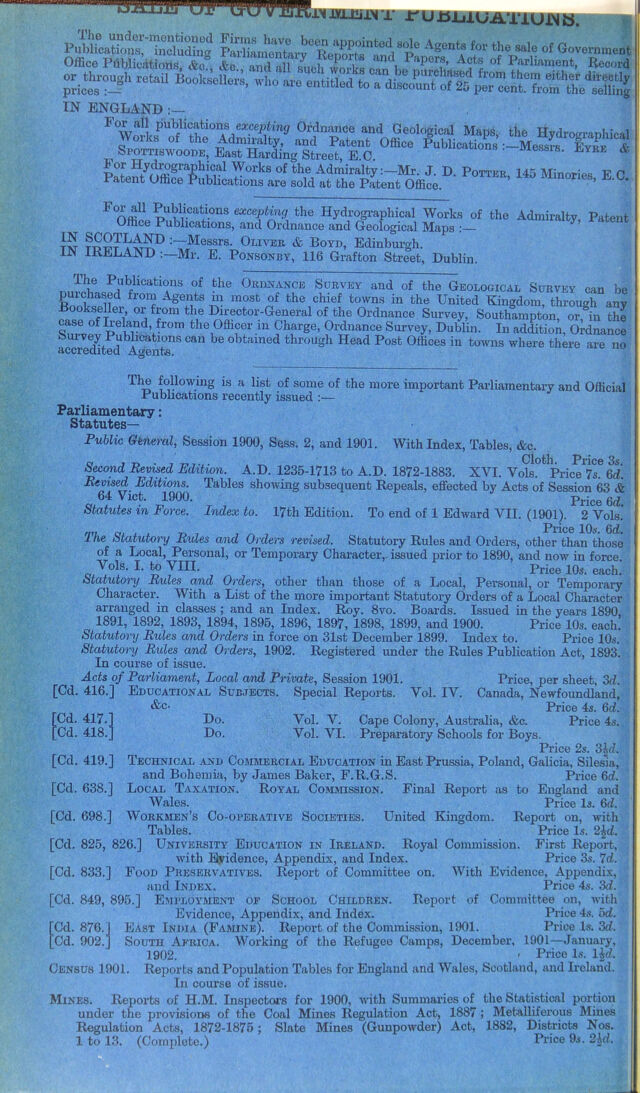 SALE OF GOVERNMENT PUBLICATIONS.
The under-mentioned Firms have been appointed sole Agents for the sale of Government
Publications, including Parliamentary Reports and Papers, Acts of Parliament, Record
Office Publications, &c., &c., and all such works can be purchased from them either directly
or through retail Booksellers, who are entitled to a discount of 25 per cent. from the selling
prices :—
IN ENGLAND :—
For all publications excepting Ordnance and Geological Maps, the Hydrographical
Works of the Admiralty, and Patent Office Publications :—Messrs. EYRE &
SPOTTISWOODE, East Harding Street, E.C.
For Hydrographical Works of the Admiralty:—Mr. J. D. POTTER, 145 Minories, E.C.
Patent Office Publications are sold at the Patent Office.
For all Publications excepting the Hydrographical Works of the Admiralty, Patent
Office Publications, and Ordnance and Geological Maps :—
IN SCOTLAND :—Messrs. OLIVER & BOYD, Edinburgh.
IN IRELAND :—Mr. E. PONSONBY, 116 Grafton Street, Dublin.
The Publications of the ORDNANCE SURVEY and of the GEOLOGICAL SURVEY can be
purchased from Agents in most of the chief towns in the United Kingdom, through any
Bookseller, or from the Director-General of the Ordnance Survey, Southampton, or, in the
case of Ireland, from the Officer in Charge, Ordnance Survey, Dublin. In addition, Ordnance
Survey Publications can be obtained through Head Post Offices in towns where there are no
accredited Agents.
The following is a list of some of the more important Parliamentary and Official
Publications recently issued :—
Parliamentary :
Statutes—
Public General, Session 1900, Sess. 2, and 1901. With Index, Tables, &c.
Cloth. Price 3s.
Second Revised Edition. A.D. 1235-1713 to A.D. 1872-1883. XVI. Vols. Price 7s. 6d.
Revised Editions. Tables showing subsequent Repeals, effected by Acts of Session 63 &
64 Vict. 1900. Price 6d.
Statutes in Force. Index to. 17th Edition. To end of 1 Edward VII. (1901). 2 Vols.
Price 10s. 6d.
The Statutory Rules and Orders revised. Statutory Rules and Orders, other than those
of a Local, Personal, or Temporary Character, issued prior to 1890, and now in force.
Vols. I. to VIII. Price 10s. each.
Statutory Rules and Orders, other than those of a Local, Personal, or Temporary
Character. With a List of the more important Statutory Orders of a Local Character
arranged in classes ; and an Index. Roy. 8vo. Boards. Issued in the years 1890,
1891, 1892, 1893, 1894, 1895, 1896, 1897, 1898, 1899, and 1900. Price 10s. each.
Statutory Rules and Orders in force on 31st December 1899. Index to. Price 10s.
Statutory Rules and Orders, 1902. Registered under the Rules Publication Act, 1893.
In course of issue.
Acts of Parliament, Local and Private, Session 1901. Price, per sheet, 3d.
[Cd. 416.] EDUCATIONAL SUBJECTS. Special Reports. Vol. IV. Canada, Newfoundland,
&c. Price 4s. 6d.
[Cd. 417.] Do. Vol. V. Cape Colony, Australia, &c. Price 4s.
[Cd. 418.] Do. Vol. VI. Preparatory Schools for Boys.
Price 2s. 3½d.
[Cd. 419.] TECHNICAL AND COMMERCIAL EDUCATION in East Prussia, Poland, Galicia, Silesia,
and Bohemia, by James Baker, F.R.G.S. Price 6d.
[Cd. 638.] LOCAL TAXATION. ROYAL COMMISSION. Final Report as to England and
Wales. Price 1s. 6d.
[Cd. 698.] WORKMEN'S CO-OPERATIVE SOCIETIES. United Kingdom. Report on, with
Tables. Price 1s. 2½d.
[Cd. 825, 826.] UNIVERSITY EDUCATION IN IRELAND. Royal Commission. First Report,
with Evidence, Appendix, and Index. Price 3s. 7d.
[Cd. 833.] FOOD PRESERVATIVES. Report of Committee on. With Evidence, Appendix,
and INDEX. Price 4s. 3d.
[Cd. 849, 895.] EMPLOYMENT OF SCHOOL CHILDREN. Report of Committee on, with
Evidence, Appendix, and Index. Price 4s. 5d.
[Cd. 876.] EAST INDIA (FAMINE). Report of the Commission, 1901. Price 1s. 3d.
[Cd. 902.] SOUTH AFRICA. Working of the Refugee Camps, December, 1901—January,
1902. Price 1s. 1½d.
CENSUS 1901. Reports and Population Tables for England and Wales, Scotland, and Ireland.
In course of issue.
MINES. Reports of H.M. Inspectors for 1900, with Summaries of the Statistical portion
under the provisions of the Coal Mines Regulation Act, 1887 ; Metalliferous Mines
Regulation Acts, 1872-1875 ; Slate Mines (Gunpowder) Act, 1882, Districts Nos.
1 to 13. (Complete.) Price 9s. 2½d.